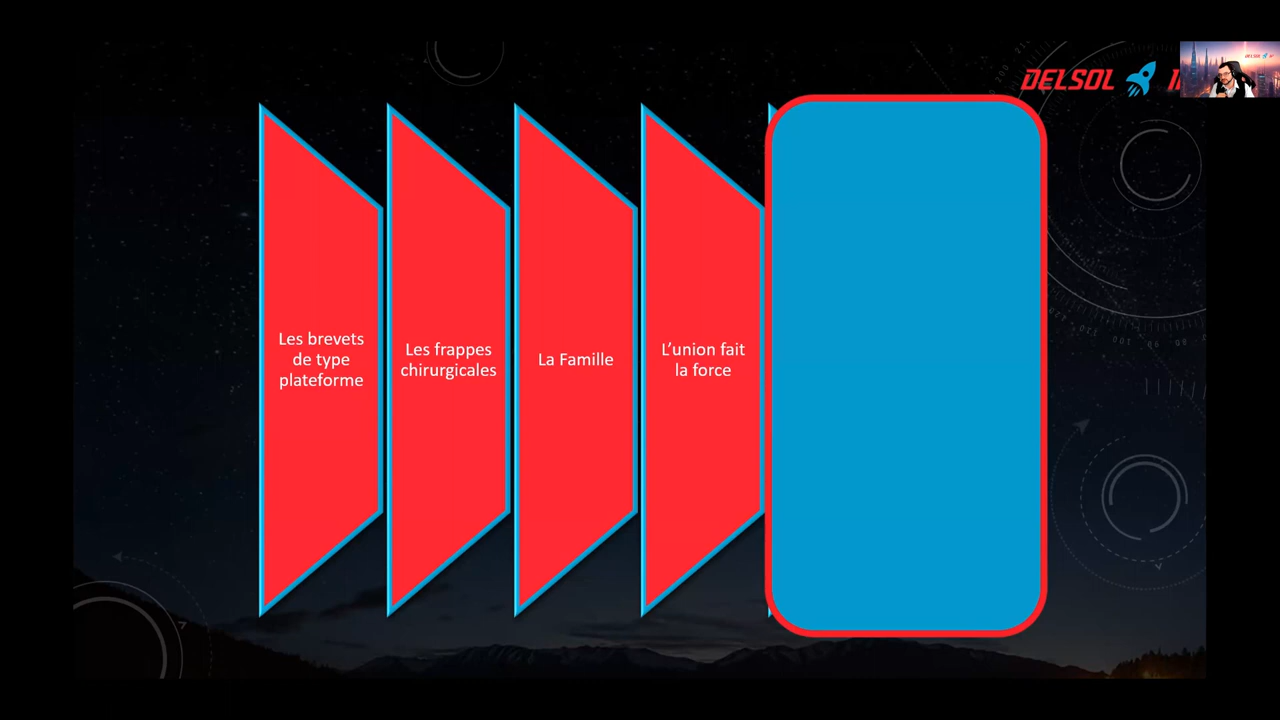 DELSOL
Les brevets
de type
plateforme
Les frappes
chirurgicales
La Famille
L’union fait
la force